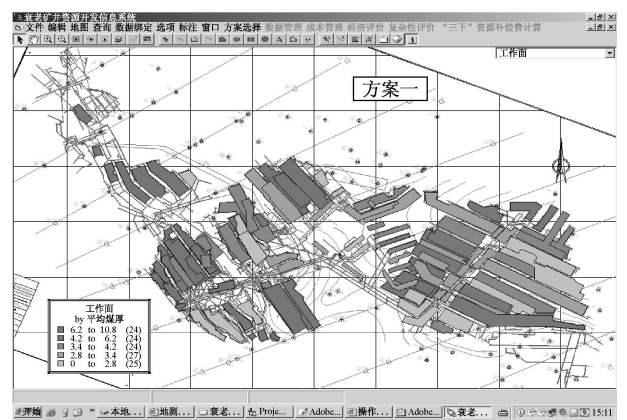 衰老矿井资源开发信息系统
文件 编辑 地图 查询 数据绑定 选项 标注 窗口 方案选择 数据管理 成本管理 经济评价 复杂性评价 “三下”资源补偿费计算
工作面
方案一
工作面
by 平均煤厚
6.2 to 10.8 (24)
4.2 to 6.2 (24)
3.4 to 4.2 (24)
2.8 to 3.4 (27)
0 to 2.8 (25)
开始 » 本地... 地测... 衰老... Proje... Adobe... 操作... Adobe... 衰老... 15:11